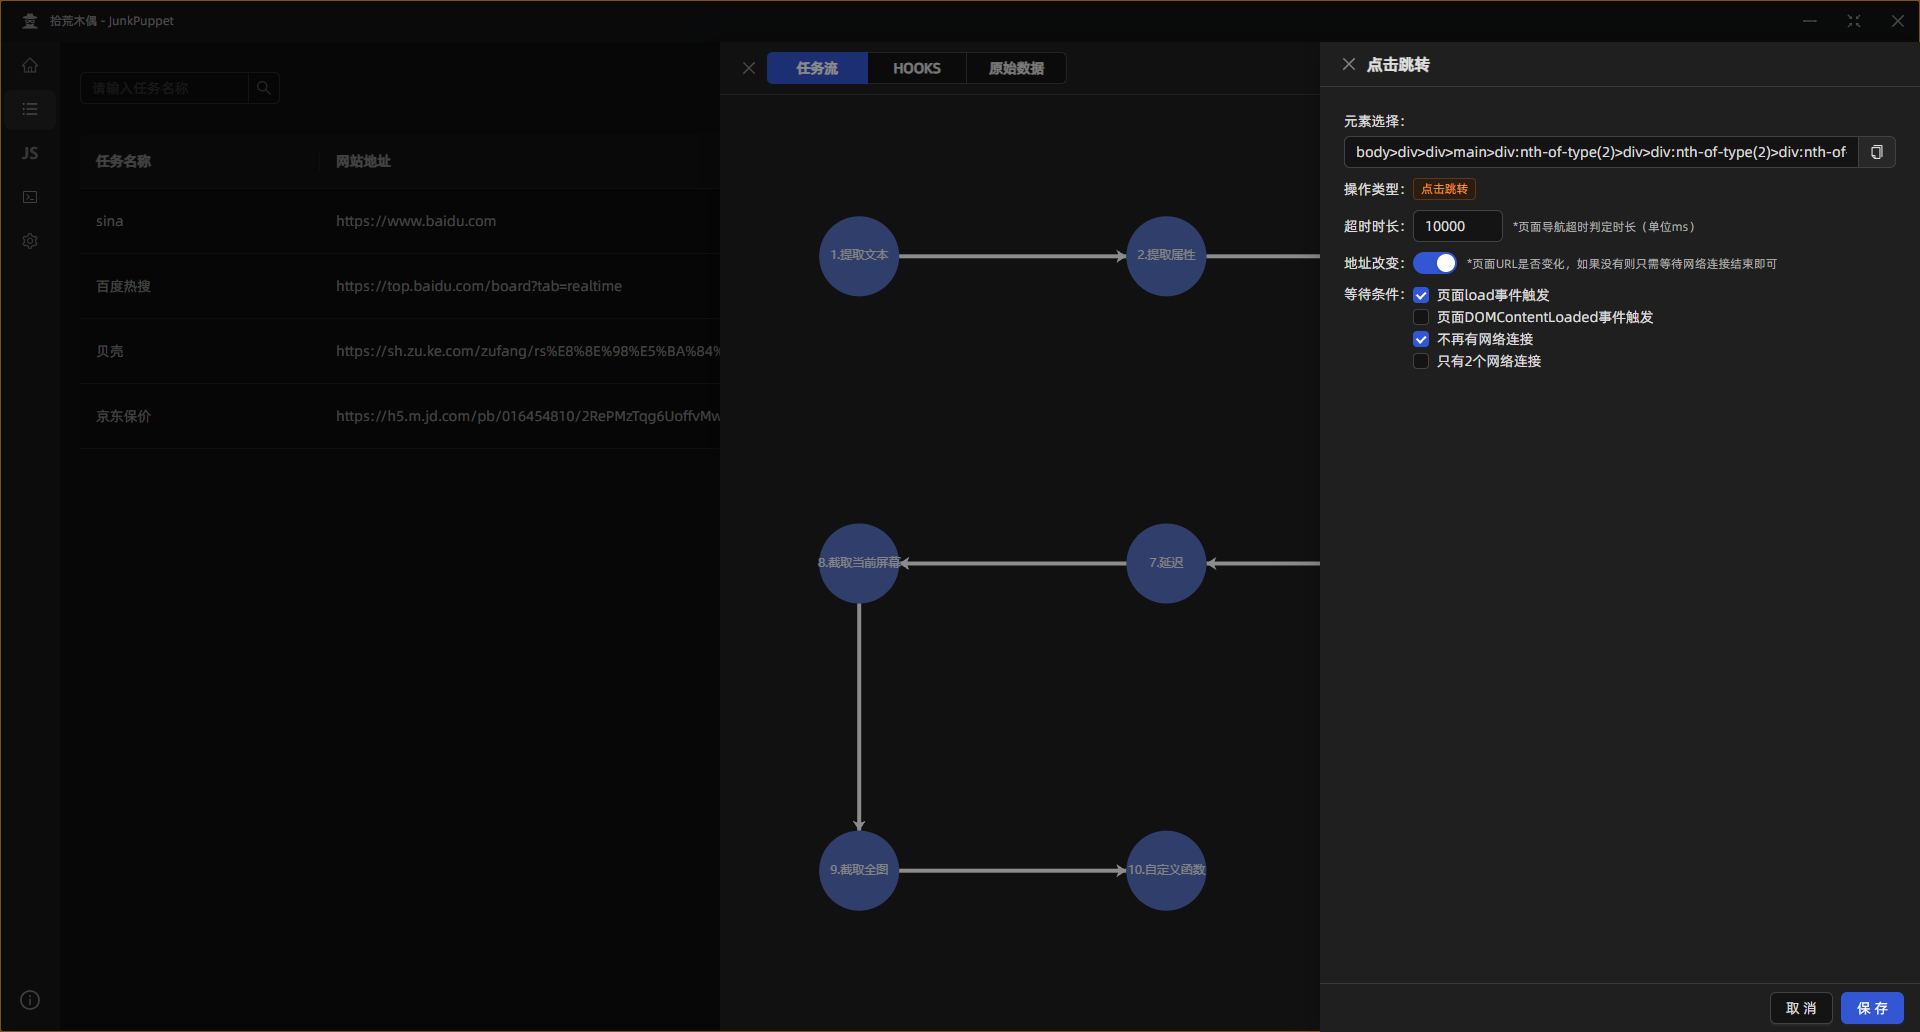 拾荒木偶 - JunkPuppet
请输入任务名称
JS
任务名称 网站地址
sina https://www.baidu.com
百度热搜 https://top.baidu.com/board?tab=realtime
贝壳 https://sh.zu.ke.com/zufang/rs%E8%8E%98%E5%BA%84%
京东保价 https://h5.m.jd.com/pb/016454810/2RePMzTqg6UoffvMw
任务流 HOOKS 原始数据
1.提取文本 2.提取属性
8.截取当前屏幕 7.延迟
9.截取全图 10.自定义函数
点击跳转
元素选择：
body>div>div>main>div:nth-of-type(2)>div>div:nth-of-type(2)>div:nth-of-
操作类型： 点击跳转
超时时长： 10000 *页面导航超时判定时长（单位ms）
地址改变： *页面URL是否变化，如果没有则只需等待网络连接结束即可
等待条件： 页面load事件触发
页面DOMContentLoaded事件触发
不再有网络连接
只有2个网络连接
取 消 保 存